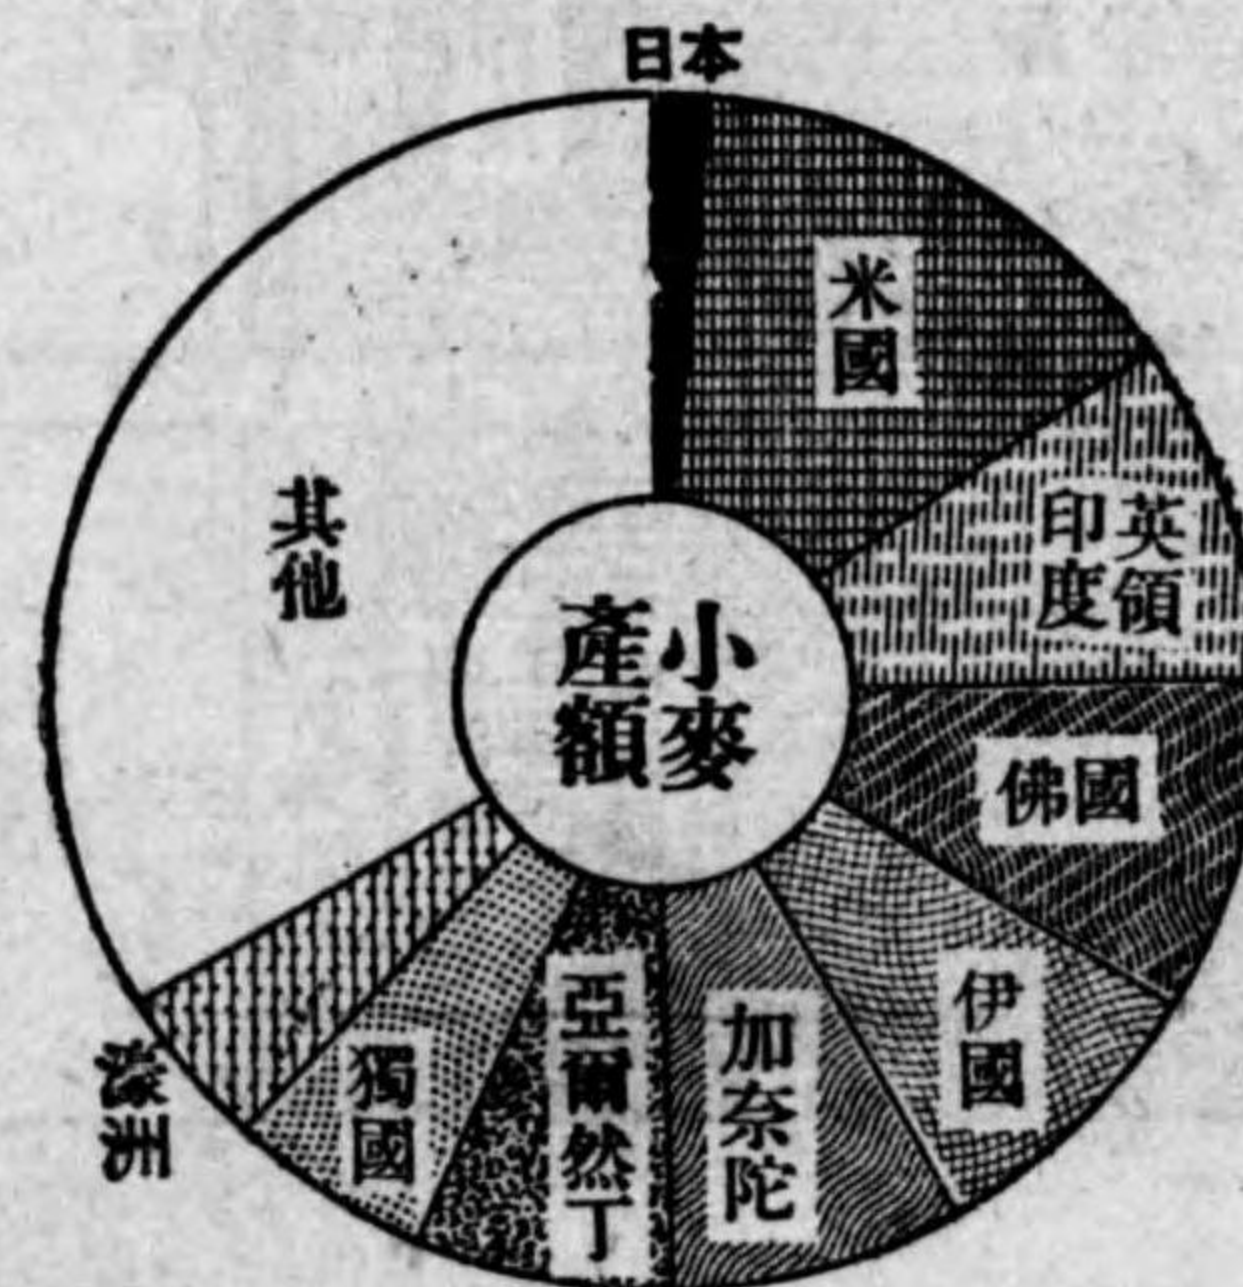 小麥
產額
日本
米國
英領
印度
佛國
伊國
加奈陀
亞爾然丁
獨國
濠洲
其他